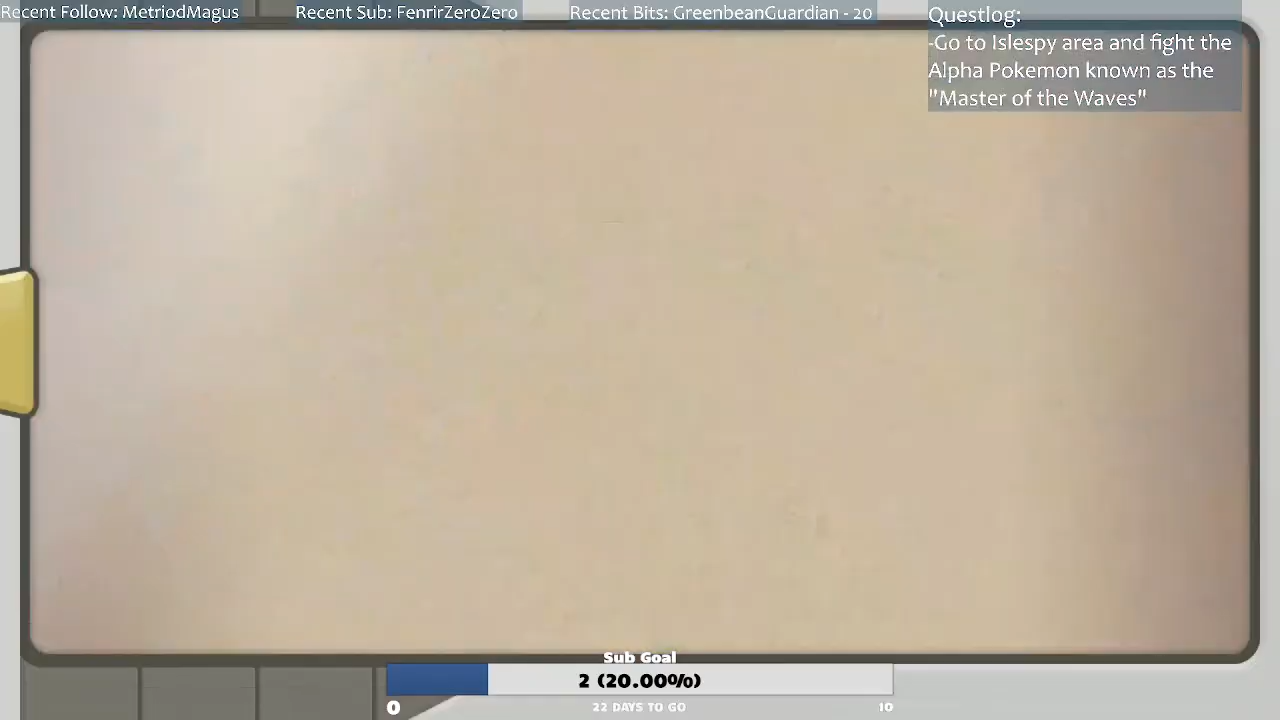 Recent Follow: MetriodMagus
Recent Sub: FenrirZeroZero
Recent Bits: GreenbeanGuardian - 20
Questlog:
-Go to Islespy area and fight the
Alpha Pokemon known as the
"Master of the Waves"
Sub Goal
2 (20.00%)
0
22 DAYS TO GO
10